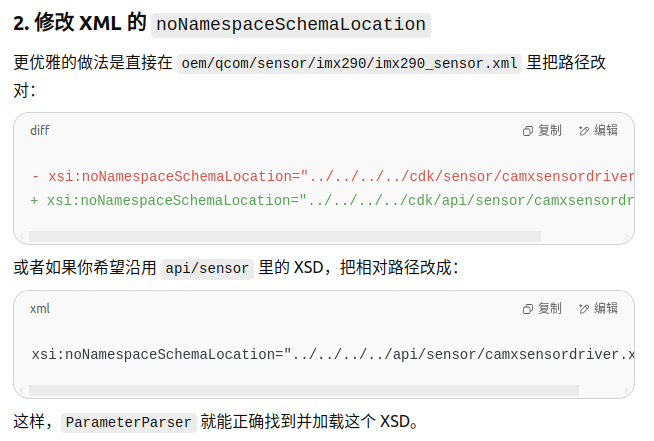 2. 修改 XML 的 noNamespaceSchemaLocation
更优雅的做法是直接在 oem/qcom/sensor/imx290/imx290_sensor.xml 里把路径改
对：
diff
复制
编辑
- xsi:noNamespaceSchemaLocation="../../../../cdk/sensor/camxsensordriver
+ xsi:noNamespaceSchemaLocation="../../../../cdk/api/sensor/camxsensordr
或者如果你希望沿用 api/sensor 里的 XSD，把相对路径改成：
xml
复制
编辑
xsi:noNamespaceSchemaLocation="../../../../api/sensor/camxsensordriver.x
这样，ParameterParser 就能正确找到并加载这个 XSD。